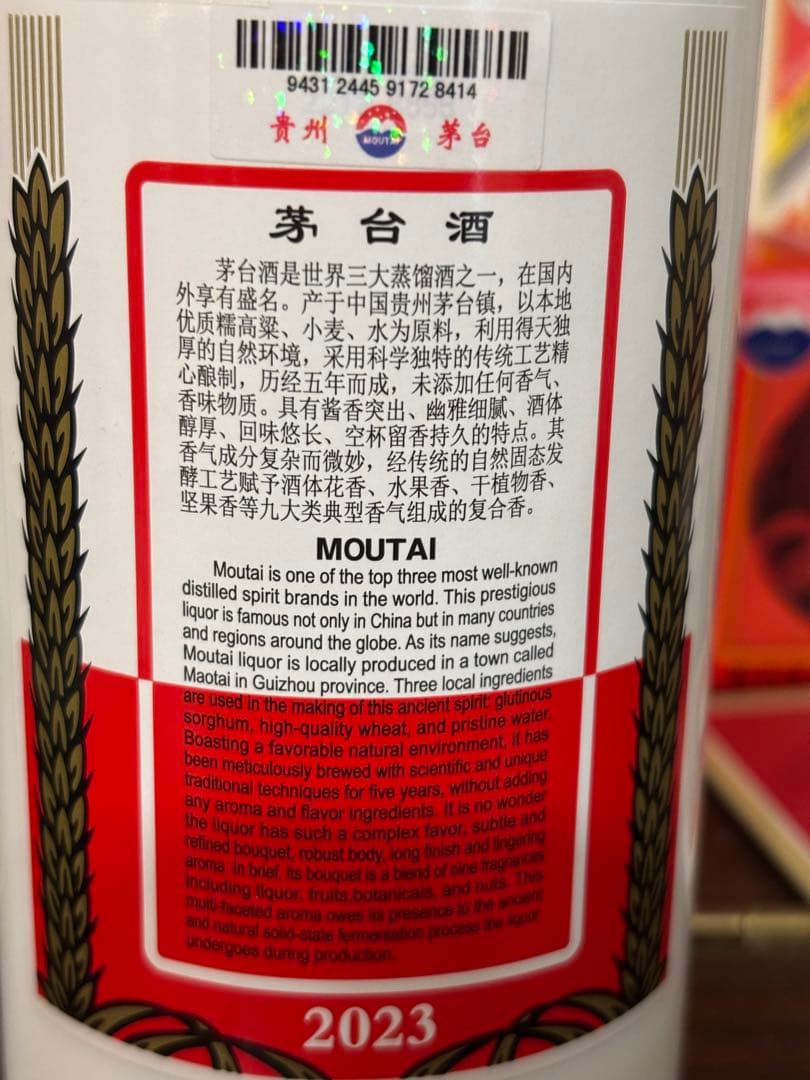 9431 2445 9172 8414
贵州 MOUTAI 茅台
茅台酒
茅台酒是世界三大蒸馏酒之一，在国内
外享有盛名。产于中国贵州茅台镇，以本地
优质糯高粱、小麦、水为原料，利用得天独
厚的自然环境，采用科学独特的传统工艺精
心酿制，历经五年而成，未添加任何香气、
香味物质。具有酱香突出、幽雅细腻、酒体
醇厚、回味悠长、空杯留香持久的特点。其
香气成分复杂而微妙，经传统的自然固态发
酵工艺赋予酒体花香、水果香、干植物香、
坚果香等九大类典型香气组成的复合香。
MOUTAI
Moutai is one of the top three most well-known
distilled spirit brands in the world. This prestigious
liquor is famous not only in China but in many countries
and regions around the globe. As its name suggests,
Moutai liquor is locally produced in a town called
Maotai in Guizhou province. Three local ingredients
are used in the making of this ancient spirit: glutinous
sorghum, high-quality wheat, and pristine water.
Boasting a favorable natural environment, it has
been meticulously brewed with scientific and unique
traditional techniques for five years, without adding
any aroma and flavor ingredients. It is no wonder
the liquor has such a complex favor, subtle and
refined bouquet, robust body, long finish and lingering
aroma. In brief, its bouquet is a blend of nine fragrances
including liquor, fruits,botanicals, and nuts. This
multi-faceted aroma owes its presence to the ancient
and natural solid-state fermentation process the liquor
undergoes during production.
2023